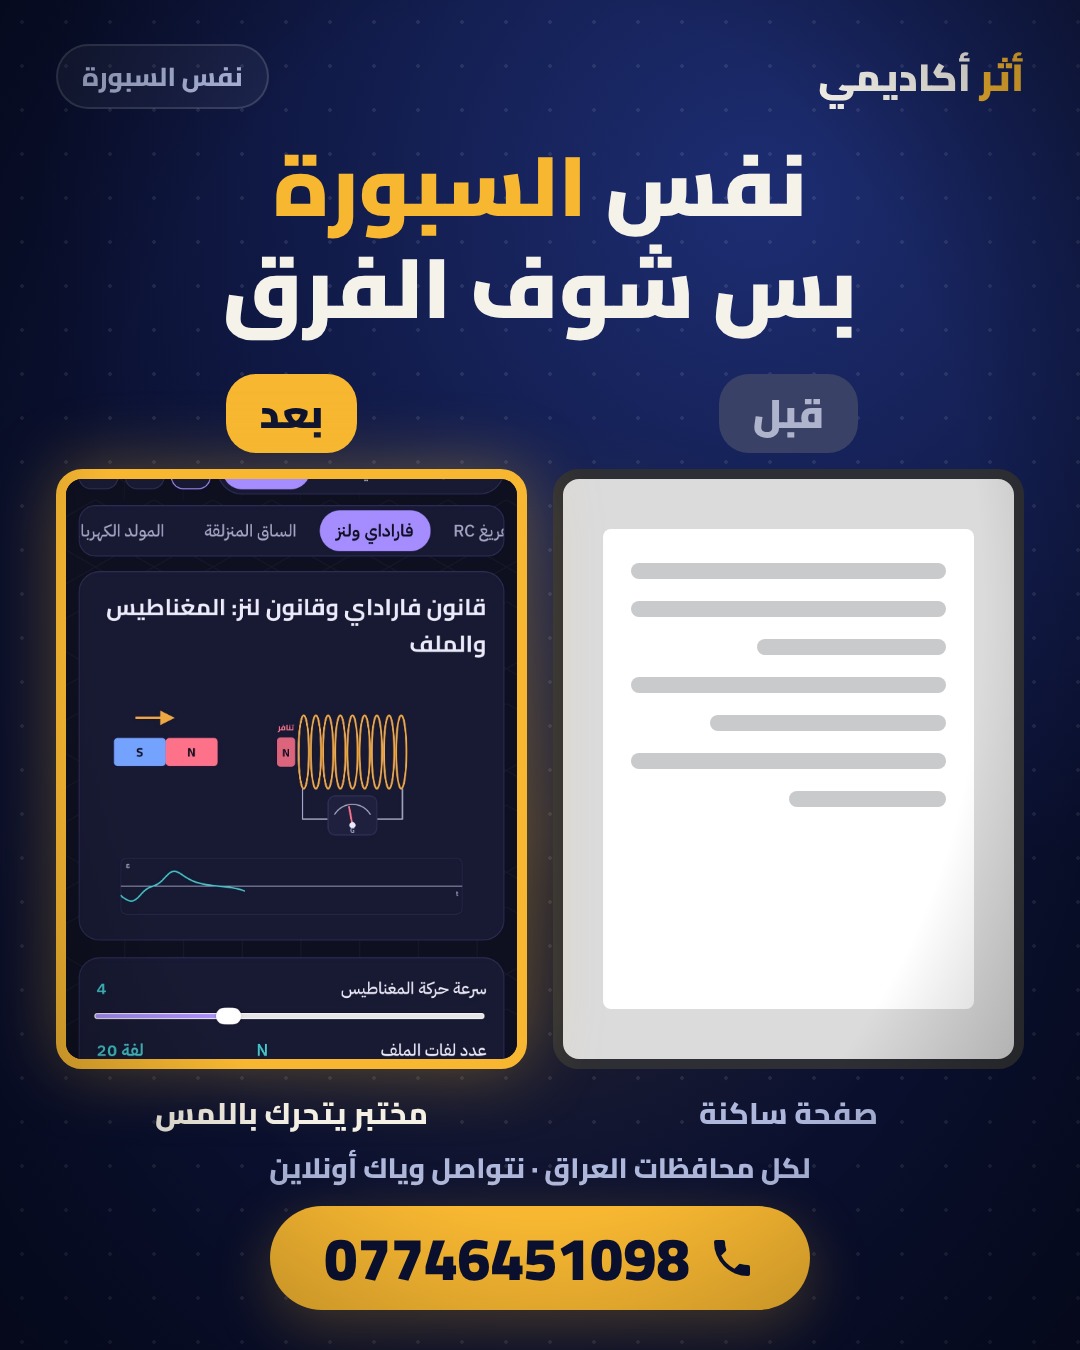 أثر أكاديمي
نفس السبورة
نفس السبورة
بس شوف الفرق
قبل
بعد
فاراداي ولنز
الساق المنزلقة
المولد الكهربا
RC
قانون فاراداي وقانون لنز: المغناطيس
والملف
تنافر
S N
N
G
ε
t
سرعة حركة المغناطيس 4
عدد لفات الملف N 20 لفة
صفحة ساكنة
مختبر يتحرك باللمس
لكل محافظات العراق · نتواصل وياك أونلاين
07746451098